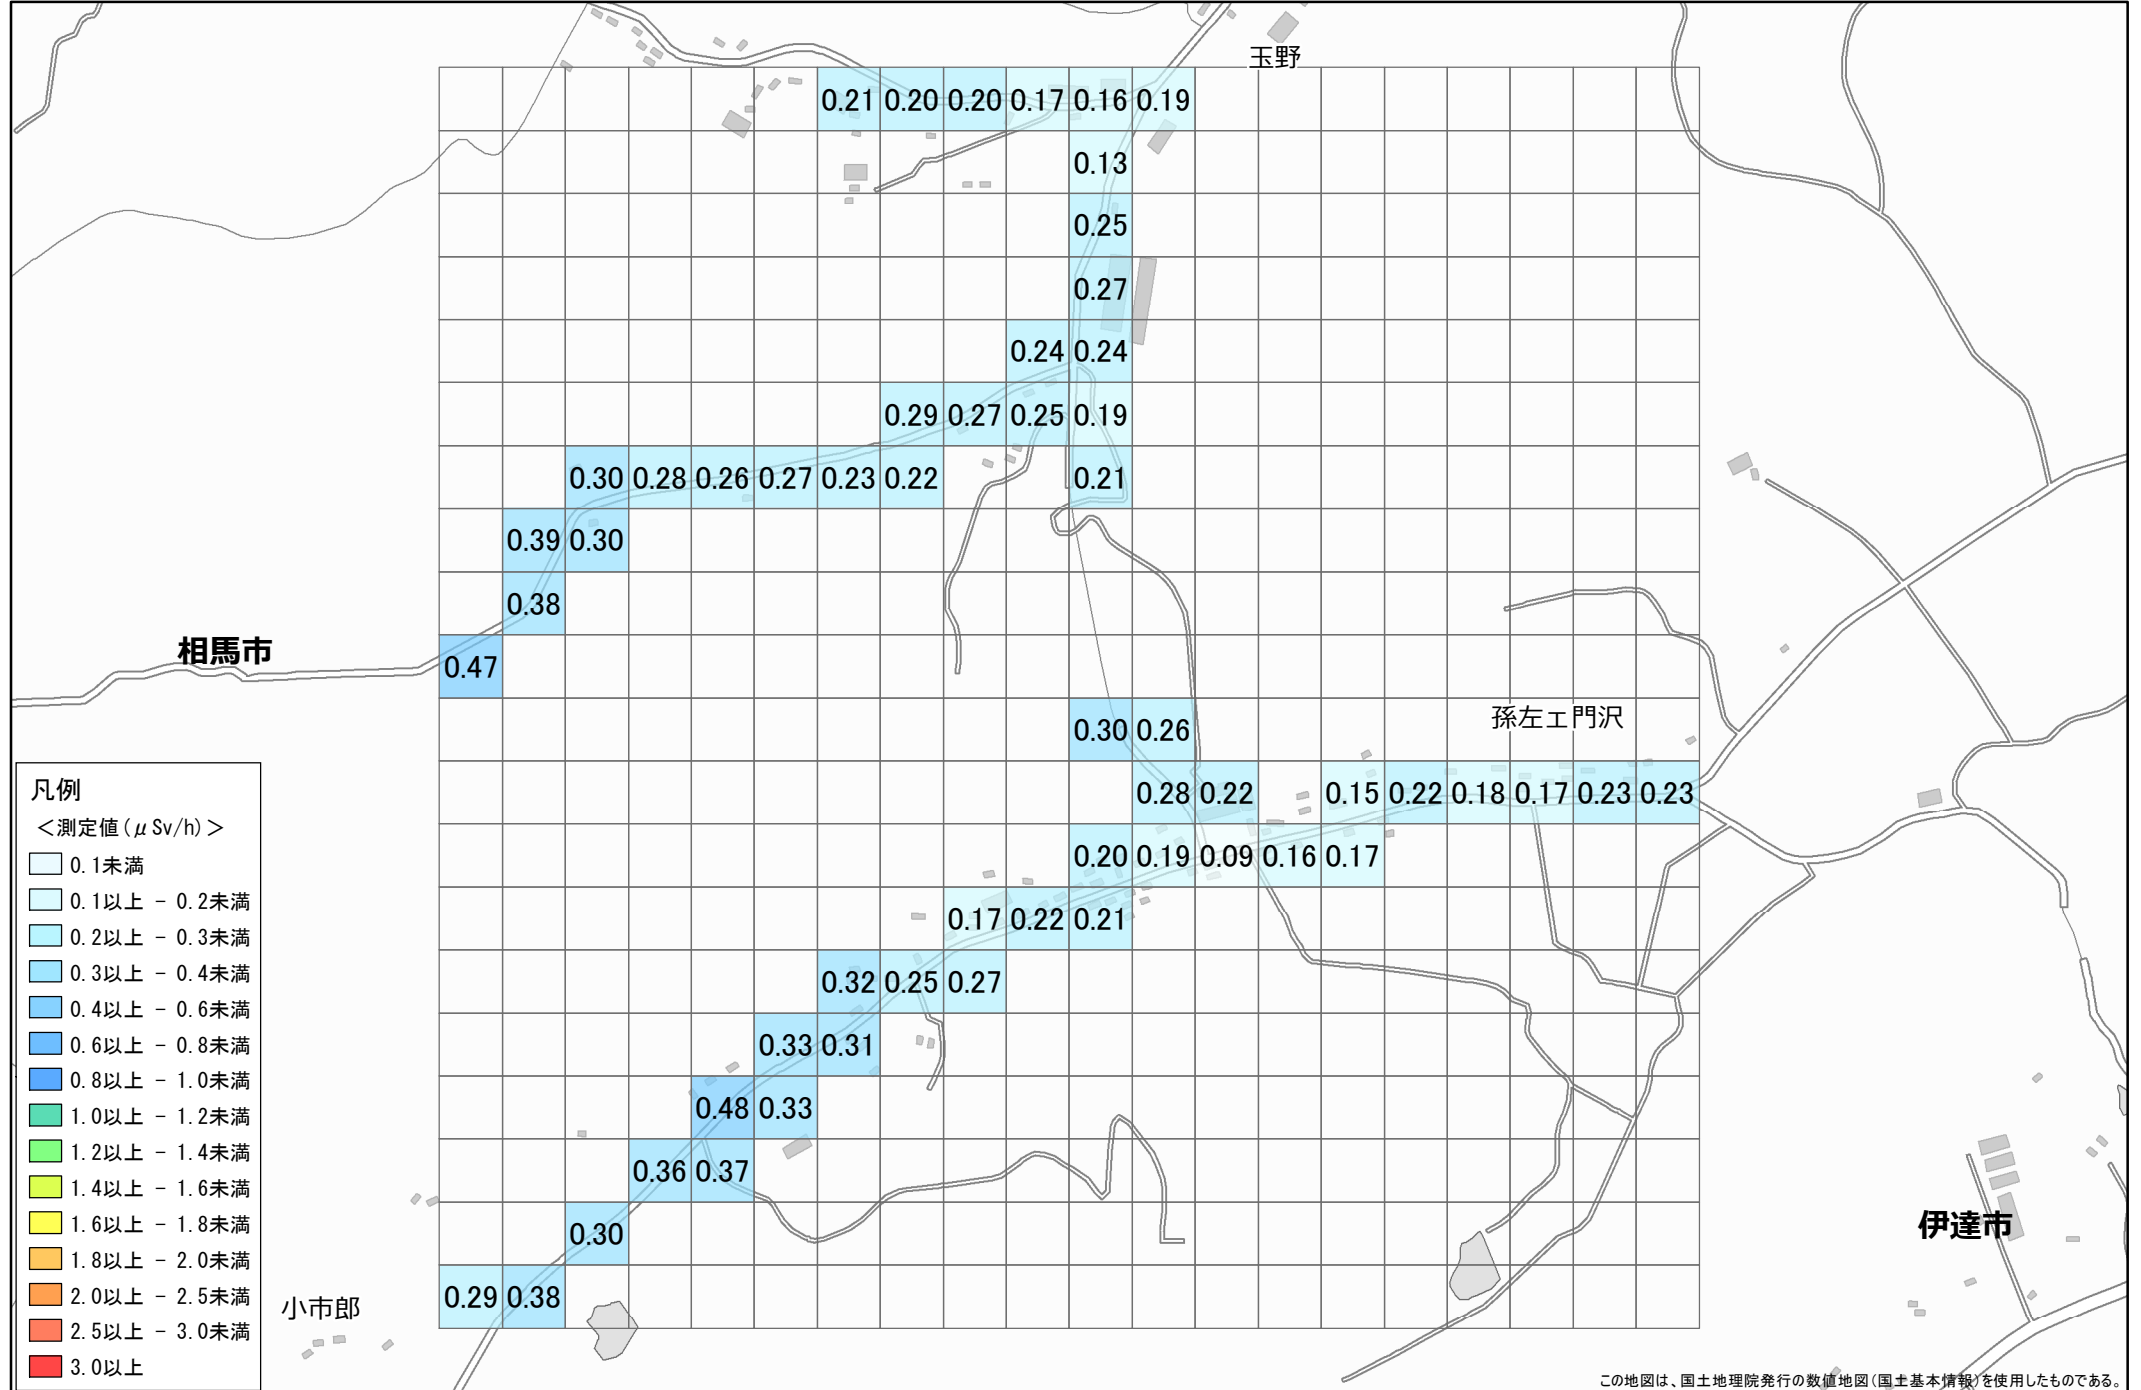 玉野
0.21 0.20 0.20 0.17 0.16 0.19
0.13
0.25
0.27
0.24 0.24
0.29 0.27 0.25 0.19
0.30 0.28 0.26 0.27 0.23 0.22 0.21
0.39 0.30
0.38
相馬市
0.47
孫左エ門沢
0.30 0.26
0.28 0.22 0.15 0.22 0.18 0.17 0.23 0.23
0.20 0.19 0.09 0.16 0.17
0.17 0.22 0.21
0.32 0.25 0.27
0.33 0.31
0.48 0.33
0.36 0.37
0.30
伊達市
0.29 0.38
小市郎
凡例
＜測定値(μSv/h)＞
0.1未満
0.1以上 － 0.2未満
0.2以上 － 0.3未満
0.3以上 － 0.4未満
0.4以上 － 0.6未満
0.6以上 － 0.8未満
0.8以上 － 1.0未満
1.0以上 － 1.2未満
1.2以上 － 1.4未満
1.4以上 － 1.6未満
1.6以上 － 1.8未満
1.8以上 － 2.0未満
2.0以上 － 2.5未満
2.5以上 － 3.0未満
3.0以上
この地図は、国土地理院発行の数値地図(国土基本情報)を使用したものである。